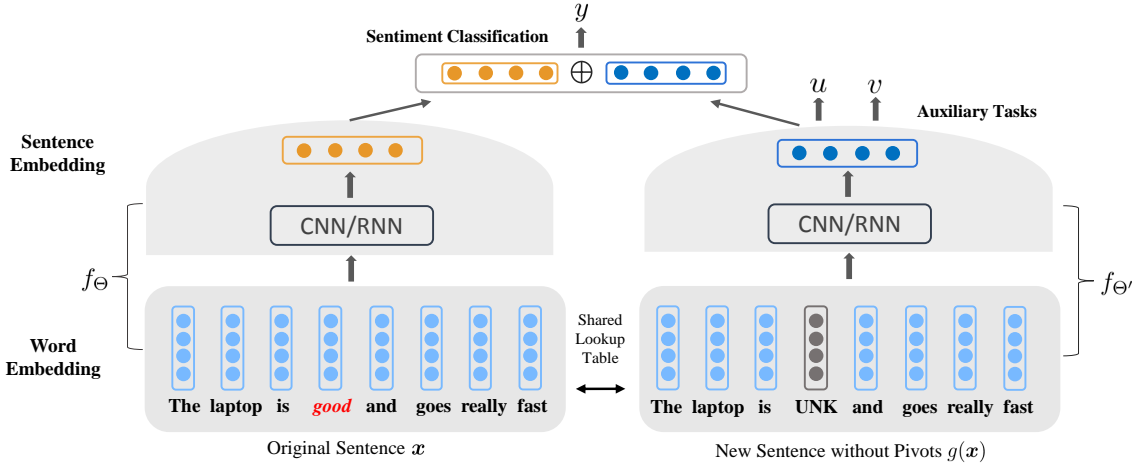 y
Sentiment Classification
⊕
u v
Auxiliary Tasks
Sentence
Embedding
CNN/RNN
CNN/RNN
f_Θ
f_Θ′
Word
Embedding
Shared
Lookup
Table
The laptop is good and goes really fast
The laptop is UNK and goes really fast
Original Sentence x
New Sentence without Pivots g(x)